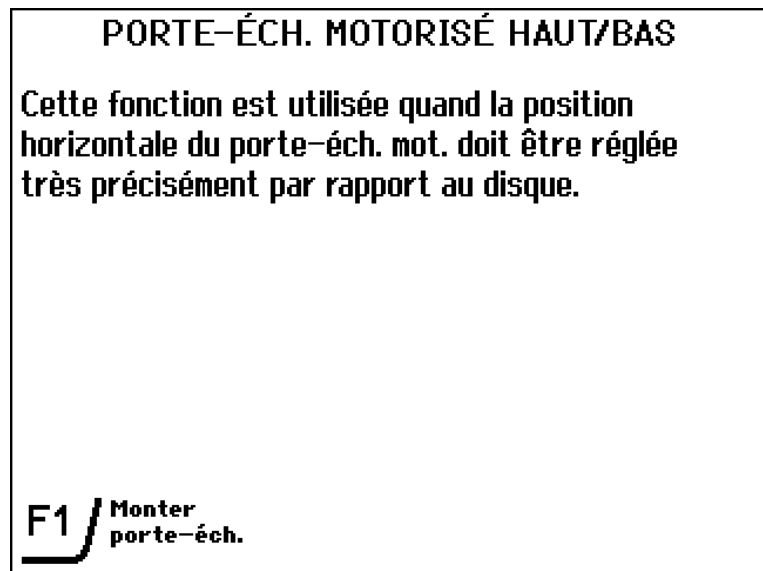 PORTE-ÉCH. MOTORISÉ HAUT/BAS
Cette fonction est utilisée quand la position
horizontale du porte-éch. mot. doit être réglée
très précisément par rapport au disque.
F1 Monter
porte-éch.